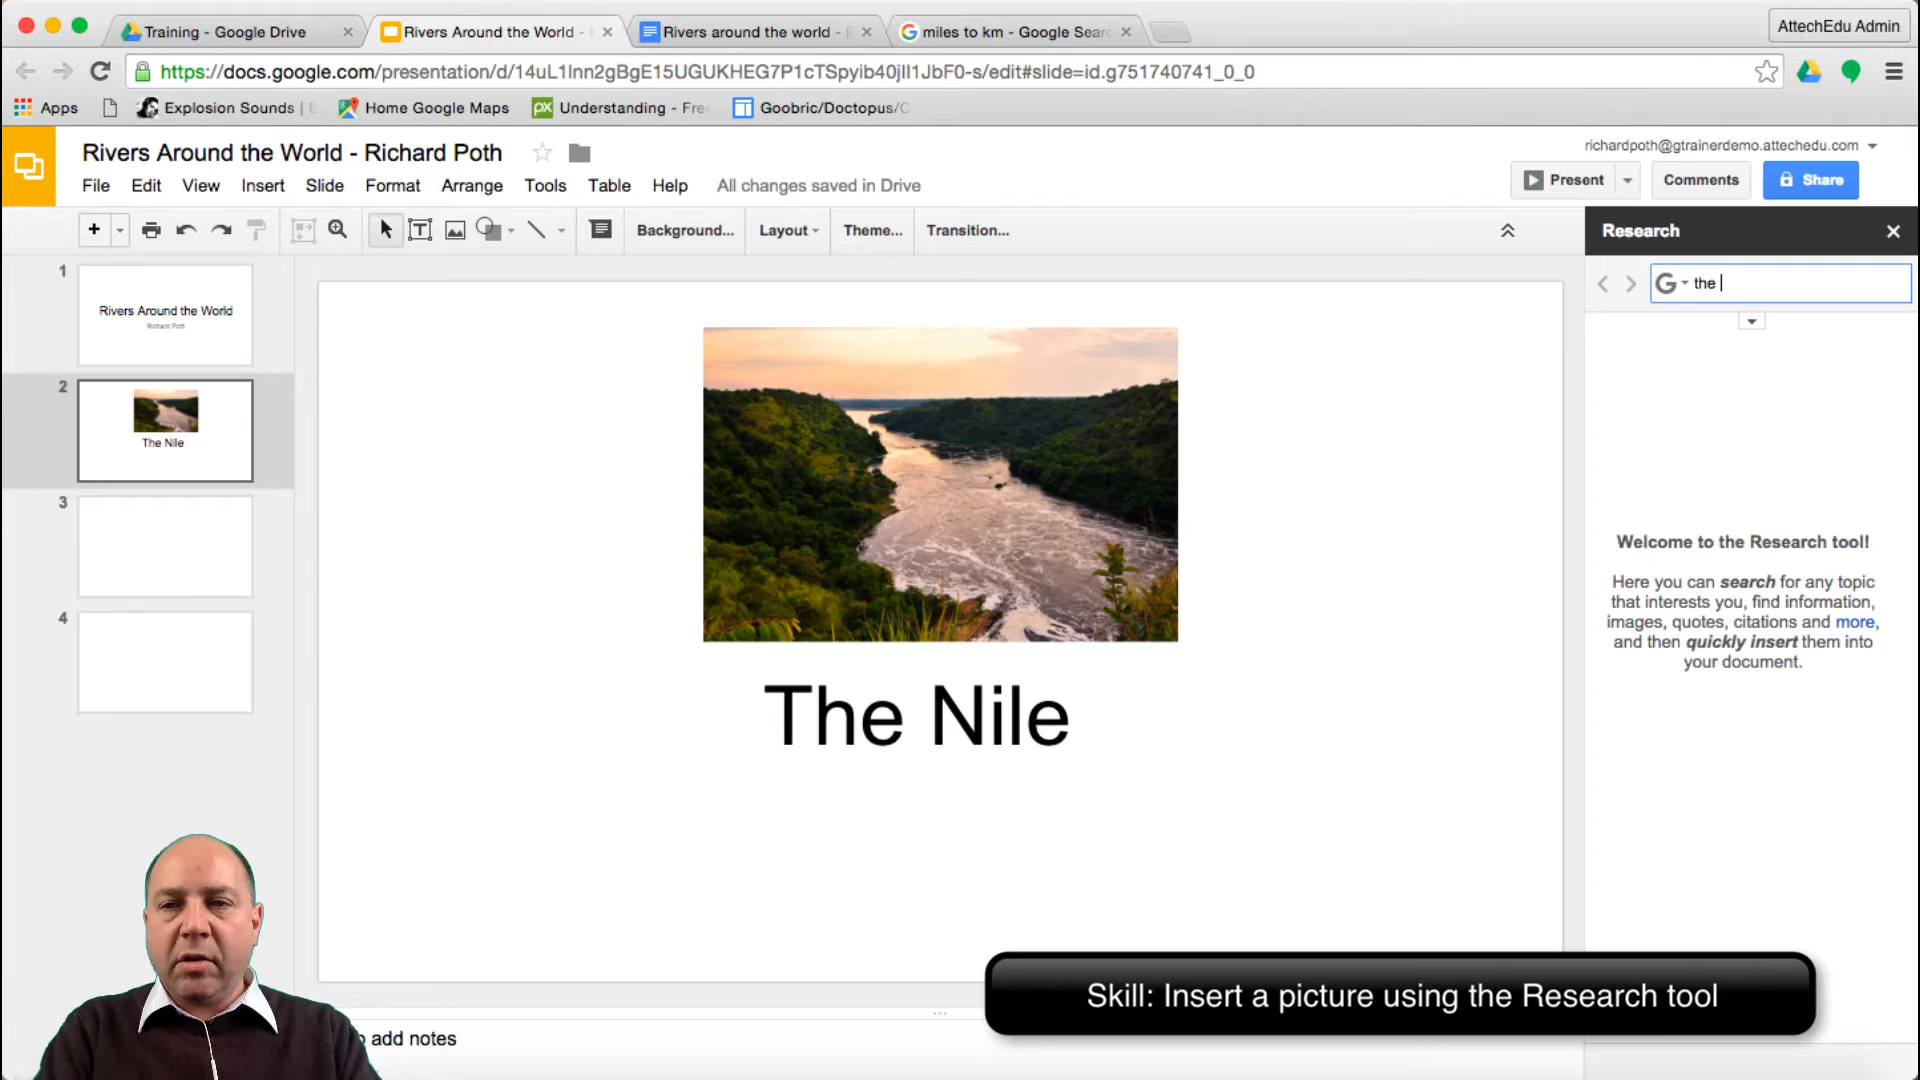 Training - Google Drive
Rivers Around the World -
Rivers around the world -
miles to km - Google Sear
AttechEdu Admin
https://docs.google.com/presentation/d/14uL1lnn2gBgE15UGUKHEG7P1cTSpyib40jlI1JbF0-s/edit#slide=id.g751740741_0_0
Apps
Explosion Sounds |
Home Google Maps
px
Understanding - Fre
Goobric/Doctopus/
Rivers Around the World - Richard Poth
richardpoth@gtrainerdemo.attechedu.com
File Edit View Insert Slide Format Arrange Tools Table Help All changes saved in Drive
Present
Comments
Share
Background...
Layout
Theme...
Transition...
Research
the
1
Rivers Around the World
Richard Poth
2
The Nile
3
4
The Nile
Welcome to the Research tool!
Here you can search for any topic
that interests you, find information,
images, quotes, citations and more,
and then quickly insert them into
your document.
Skill: Insert a picture using the Research tool
add notes